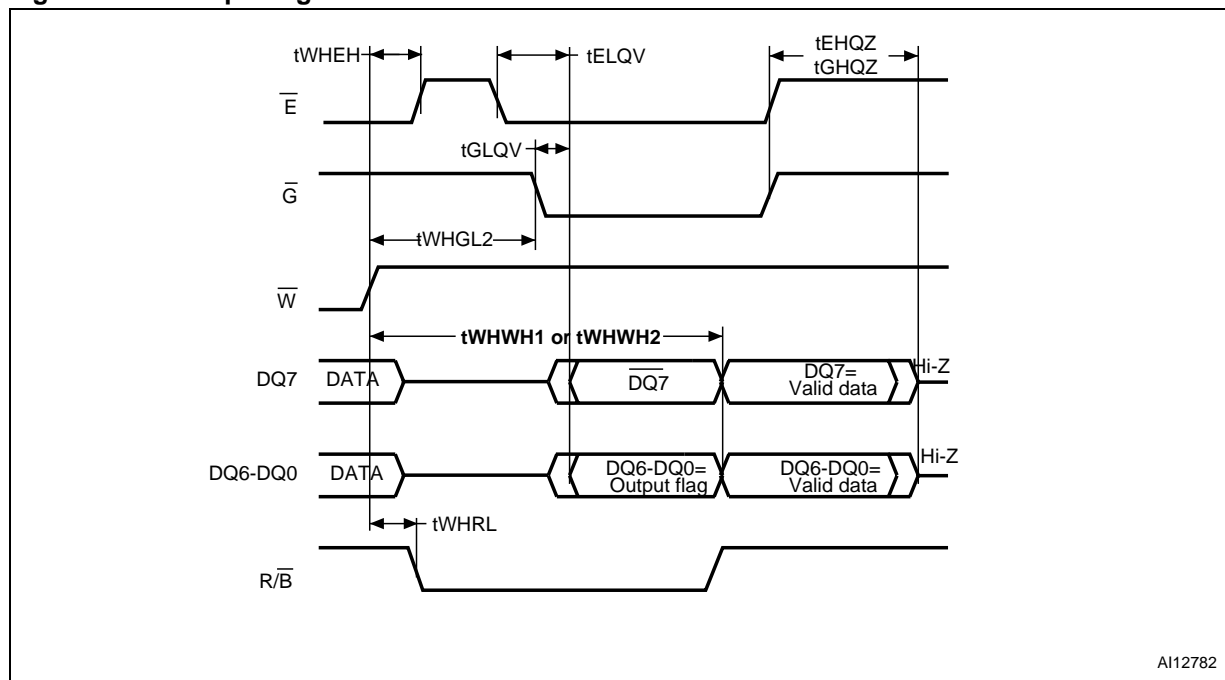 tWHEH
tELQV
tEHQZ
tGHQZ
E̅
tGLQV
G̅
tWHGL2
W̅
tWHWH1 or tWHWH2
DQ7
DATA
D̅Q̅7̅
DQ7=
Valid data
Hi-Z
DQ6-DQ0
DATA
DQ6-DQ0=
Output flag
DQ6-DQ0=
Valid data
Hi-Z
tWHRL
R/B̅
AI12782